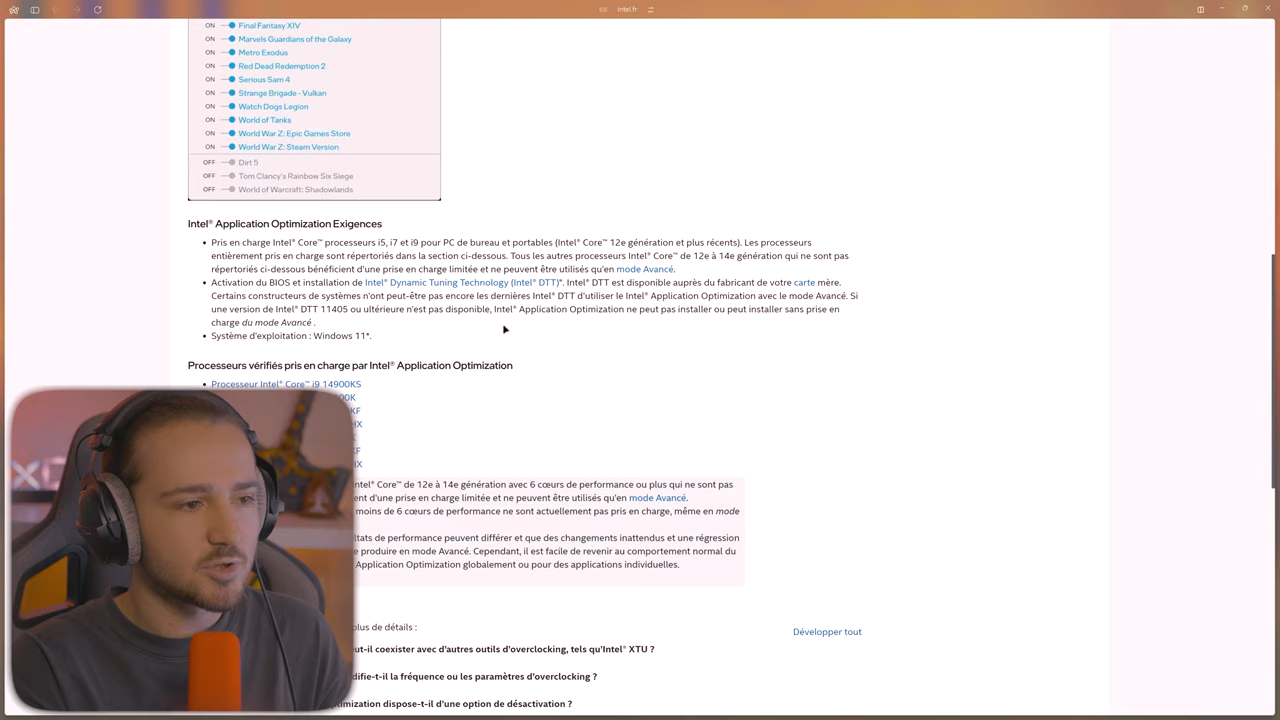 intel.fr
ON Final Fantasy XIV
ON Marvels Guardians of the Galaxy
ON Metro Exodus
ON Red Dead Redemption 2
ON Serious Sam 4
ON Strange Brigade - Vulkan
ON Watch Dogs Legion
ON World of Tanks
ON World War Z: Epic Games Store
ON World War Z: Steam Version
OFF Dirt 5
OFF Tom Clancy's Rainbow Six Siege
OFF World of Warcraft: Shadowlands
Intel® Application Optimization Exigences
• Pris en charge Intel® Core™ processeurs i5, i7 et i9 pour PC de bureau et portables (Intel® Core™ 12e génération et plus récents). Les processeurs
entièrement pris en charge sont répertoriés dans la section ci-dessous. Tous les autres processeurs Intel® Core™ de 12e à 14e génération qui ne sont pas
répertoriés ci-dessous bénéficient d'une prise en charge limitée et ne peuvent être utilisés qu'en mode Avancé.
• Activation du BIOS et installation de Intel® Dynamic Tuning Technology (Intel® DTT)*. Intel® DTT est disponible auprès du fabricant de votre carte mère.
Certains constructeurs de systèmes n'ont peut-être pas encore les dernières Intel® DTT d'utiliser le Intel® Application Optimization avec le mode Avancé. Si
une version de Intel® DTT 11405 ou ultérieure n'est pas disponible, Intel® Application Optimization ne peut pas installer ou peut installer sans prise en
charge du mode Avancé .
• Système d'exploitation : Windows 11*.
Processeurs vérifiés pris en charge par Intel® Application Optimization
• Processeur Intel® Core™ i9 14900KS
00K
KF
HX
KF
HX
ntel® Core™ de 12e à 14e génération avec 6 cœurs de performance ou plus qui ne sont pas
ent d'une prise en charge limitée et ne peuvent être utilisés qu'en mode Avancé.
moins de 6 cœurs de performance ne sont actuellement pas pris en charge, même en mode
ltats de performance peuvent différer et que des changements inattendus et une régression
e produire en mode Avancé. Cependant, il est facile de revenir au comportement normal du
Application Optimization globalement ou pour des applications individuelles.
plus de détails :
Développer tout
eut-il coexister avec d'autres outils d'overclocking, tels qu'Intel® XTU ?
difie-t-il la fréquence ou les paramètres d'overclocking ?
imization dispose-t-il d'une option de désactivation ?